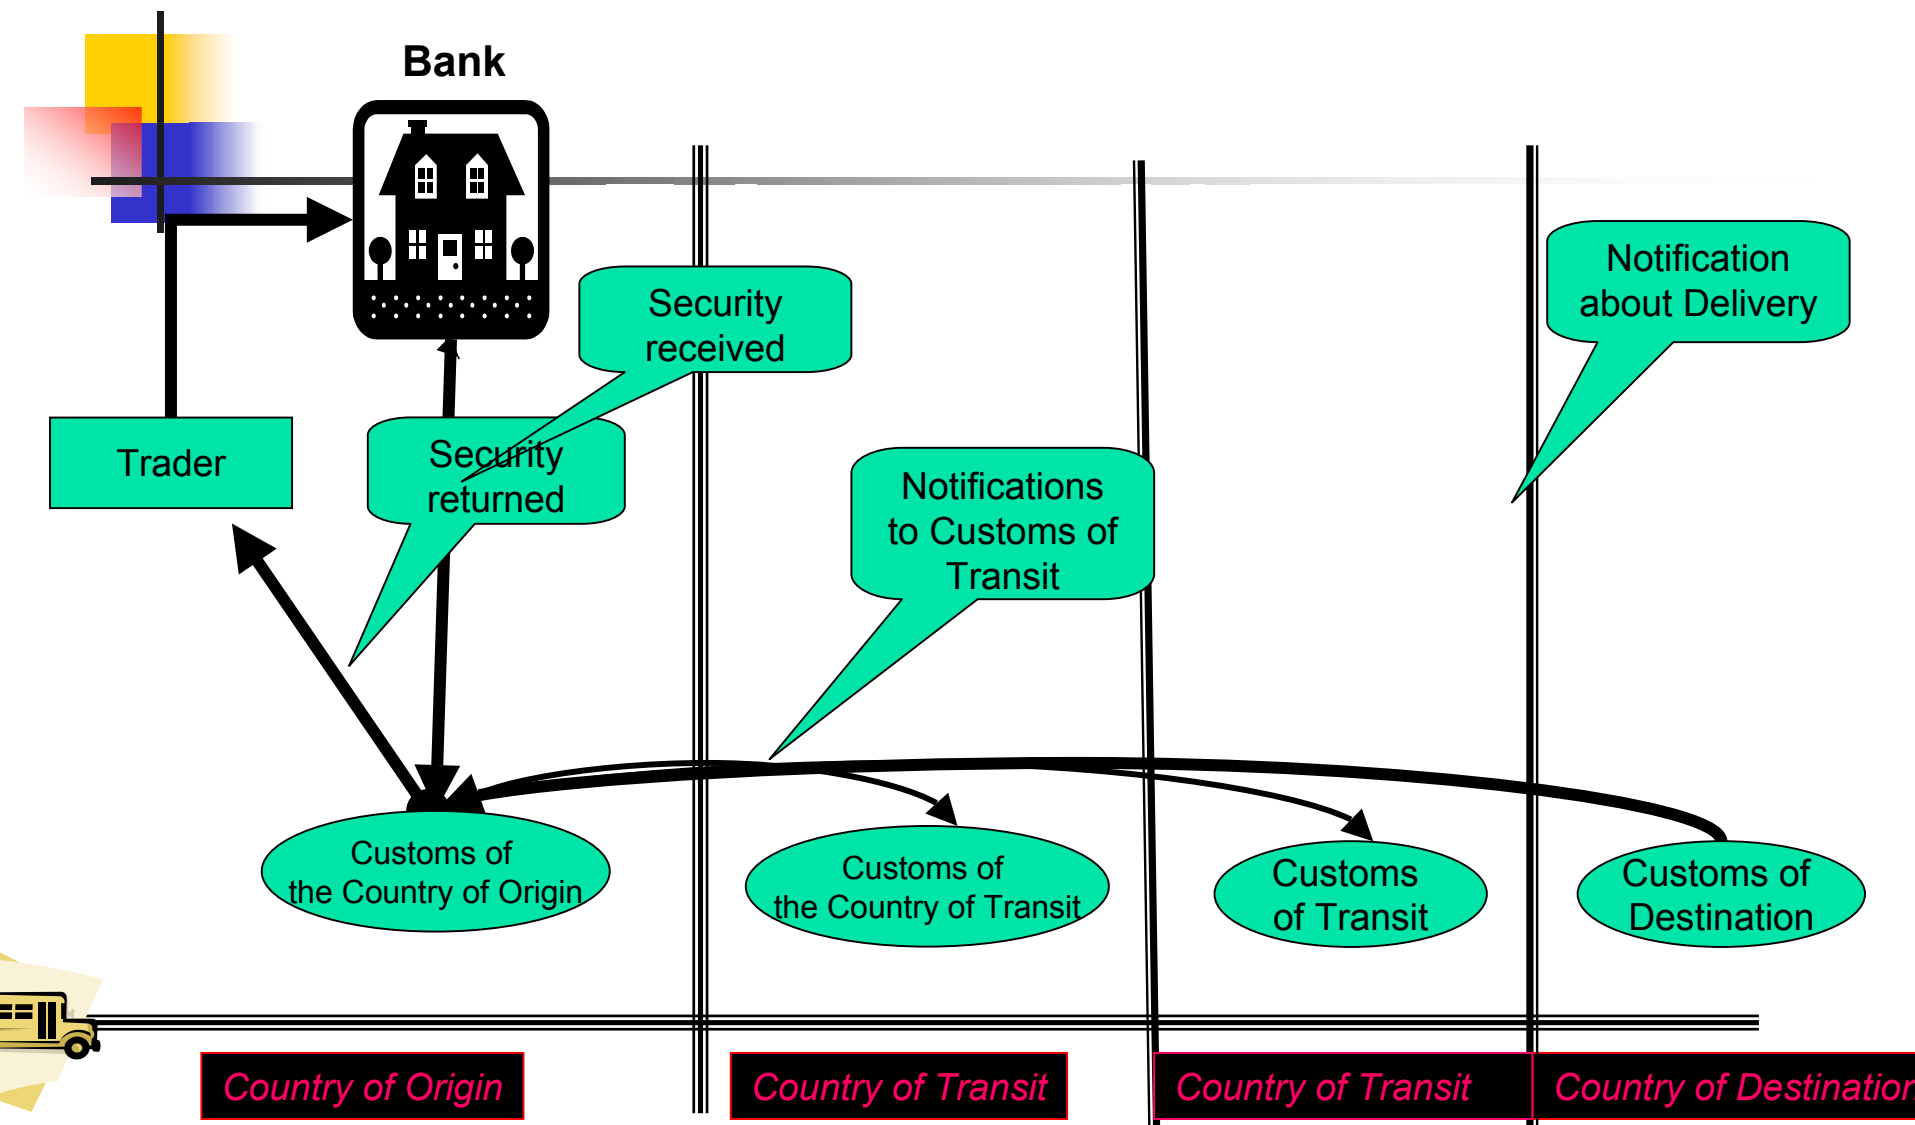 Bank
Notification
about Delivery
Security
received
Trader
Security
returned
Notifications
to Customs of
Transit
Customs of
the Country of Origin
Customs of
the Country of Transit
Customs
of Transit
Customs of
Destination
Country of Origin
Country of Transit
Country of Transit
Country of Destination